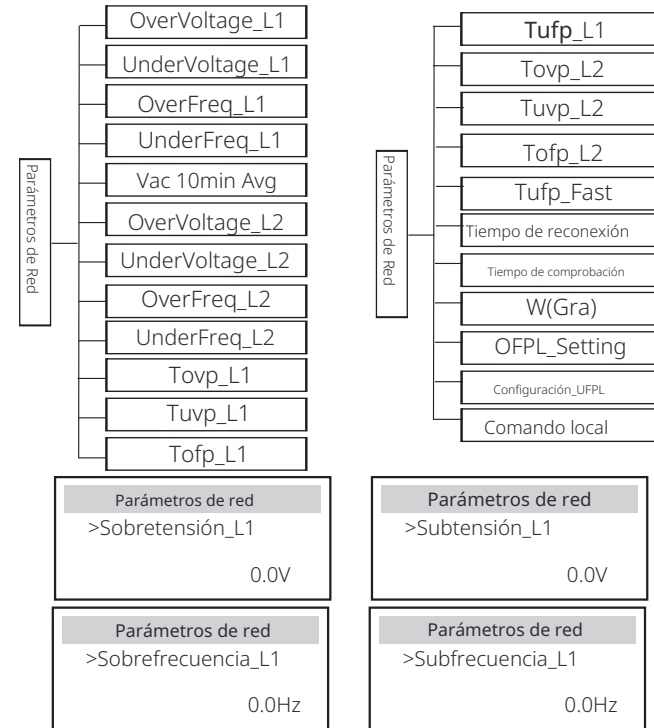 Parámetros de Red
OverVoltage_L1
UnderVoltage_L1
OverFreq_L1
UnderFreq_L1
Vac 10min Avg
OverVoltage_L2
UnderVoltage_L2
OverFreq_L2
UnderFreq_L2
Tovp_L1
Tuvp_L1
Tofp_L1
Parámetros de Red
Tufp_L1
Tovp_L2
Tuvp_L2
Tofp_L2
Tufp_Fast
Tiempo de reconexión
Tiempo de comprobación
W(Gra)
OFPL_Setting
Configuración_UFPL
Comando local
Parámetros de red
>Sobretensión_L1
0.0V
Parámetros de red
>Subtensión_L1
0.0V
Parámetros de red
>Sobrefrecuencia_L1
0.0Hz
Parámetros de red
>Subfrecuencia_L1
0.0Hz